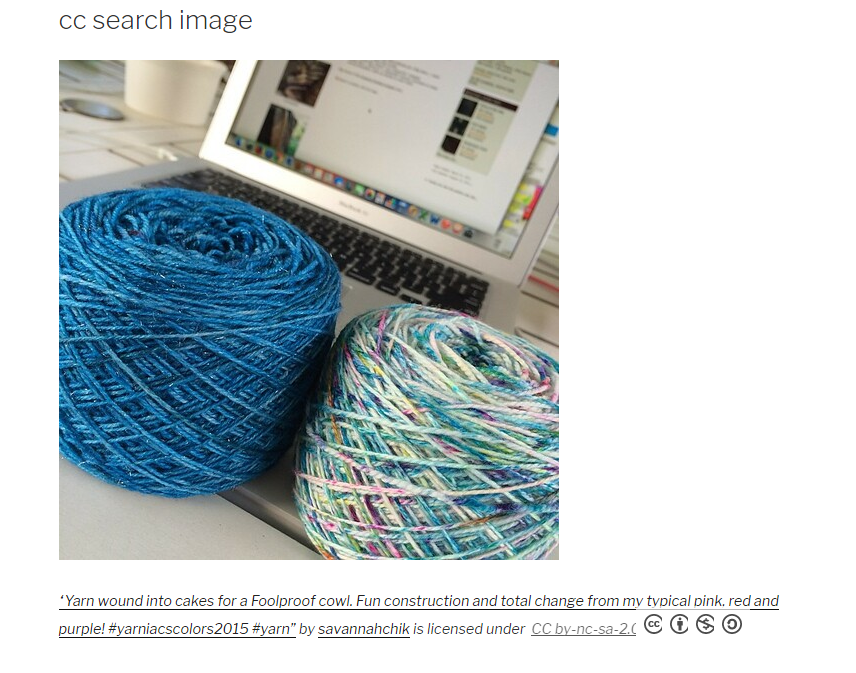 cc search image
“Yarn wound into cakes for a Foolproof cowl. Fun construction and total change from my typical pink, red and
purple! #yarniacscolors2015 #yarn” by savannahchik is licensed under CC by-nc-sa-2.0